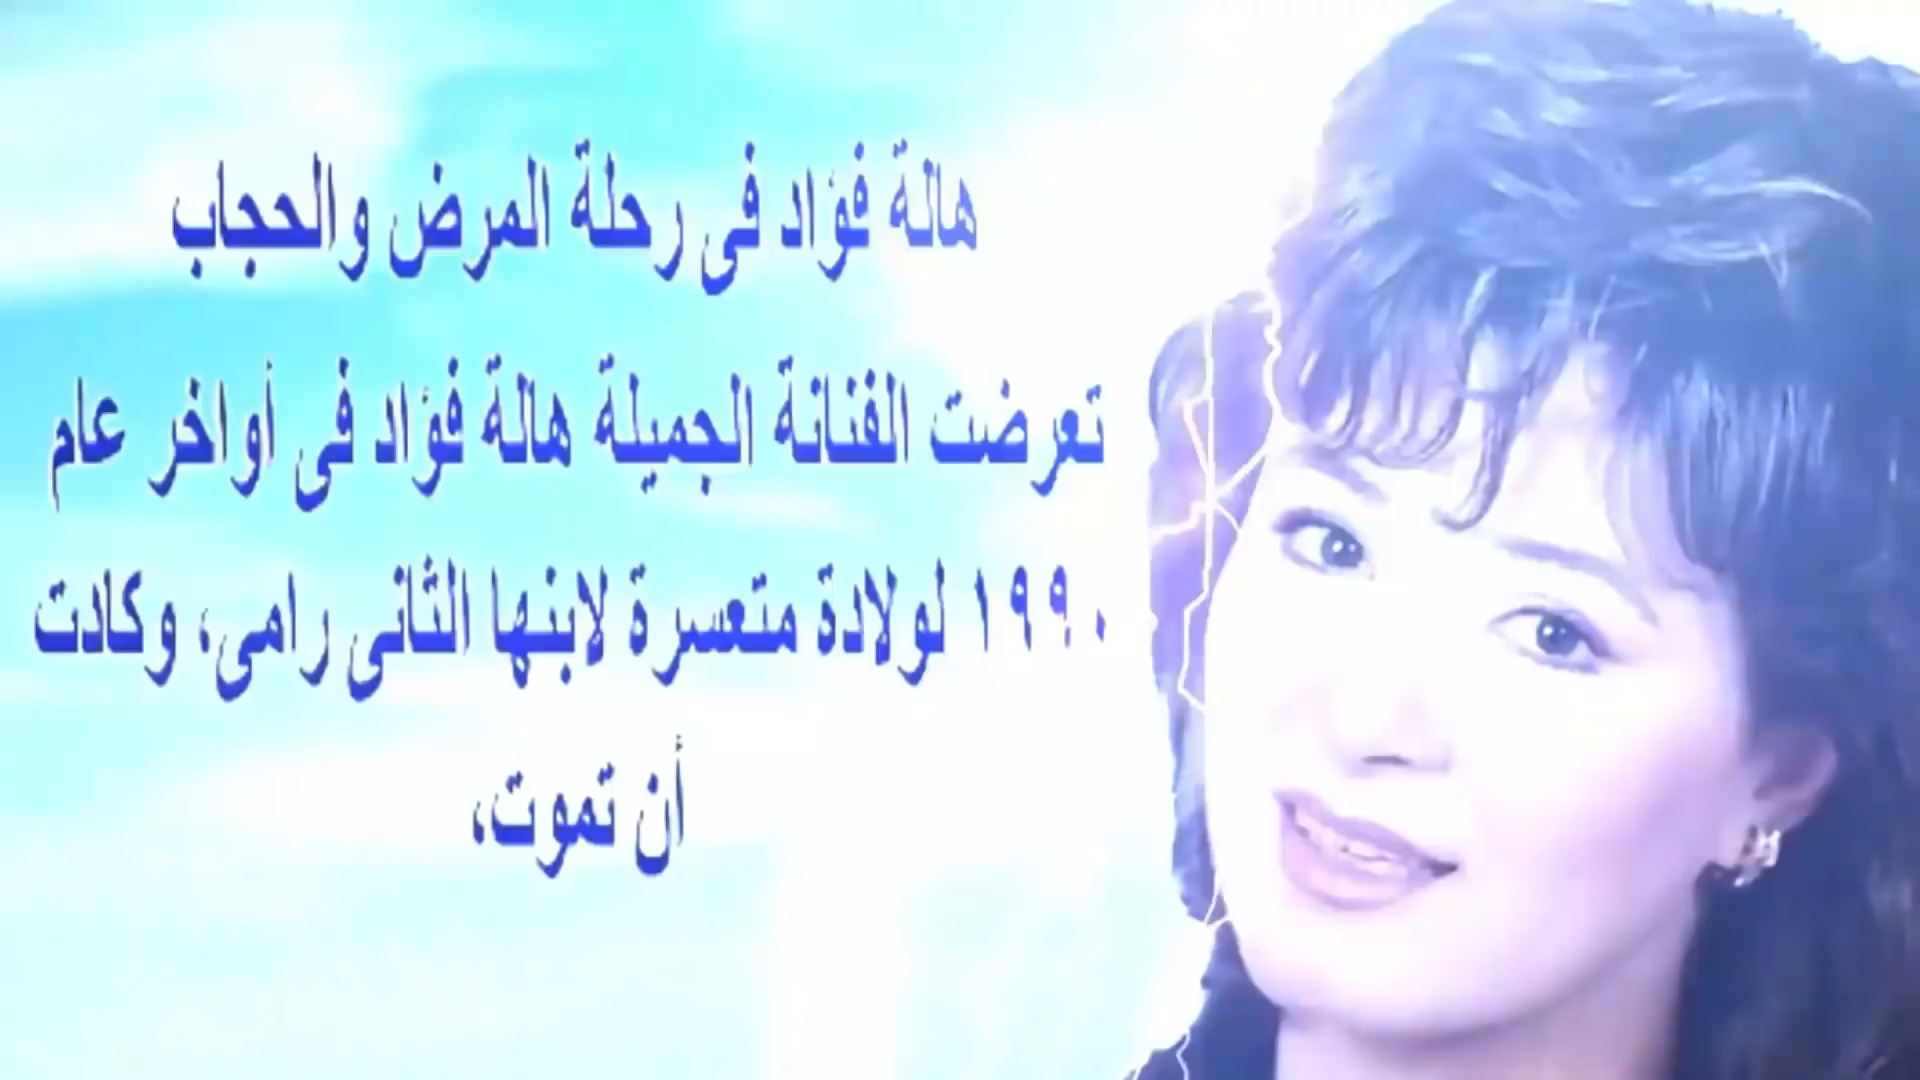 هالة فؤاد فى رحلة المرض والحجاب
تعرضت الفنانة الجميلة هالة فؤاد فى أواخر عام
١٩٩٠ لولادة متعسرة لابنها الثانى رامى، وكادت
أن تموت،